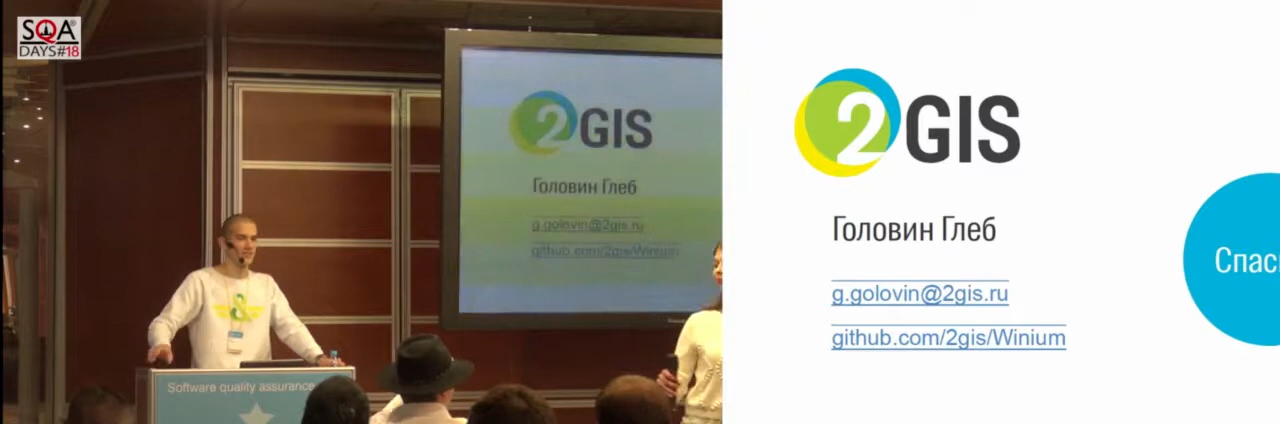 SQA
DAYS#18
2GIS
Головин Глеб
g.golovin@2gis.ru
github.com/2gis/Winium
&
Software quality assurance
2GIS
Головин Глеб
g.golovin@2gis.ru
github.com/2gis/Winium
Спас